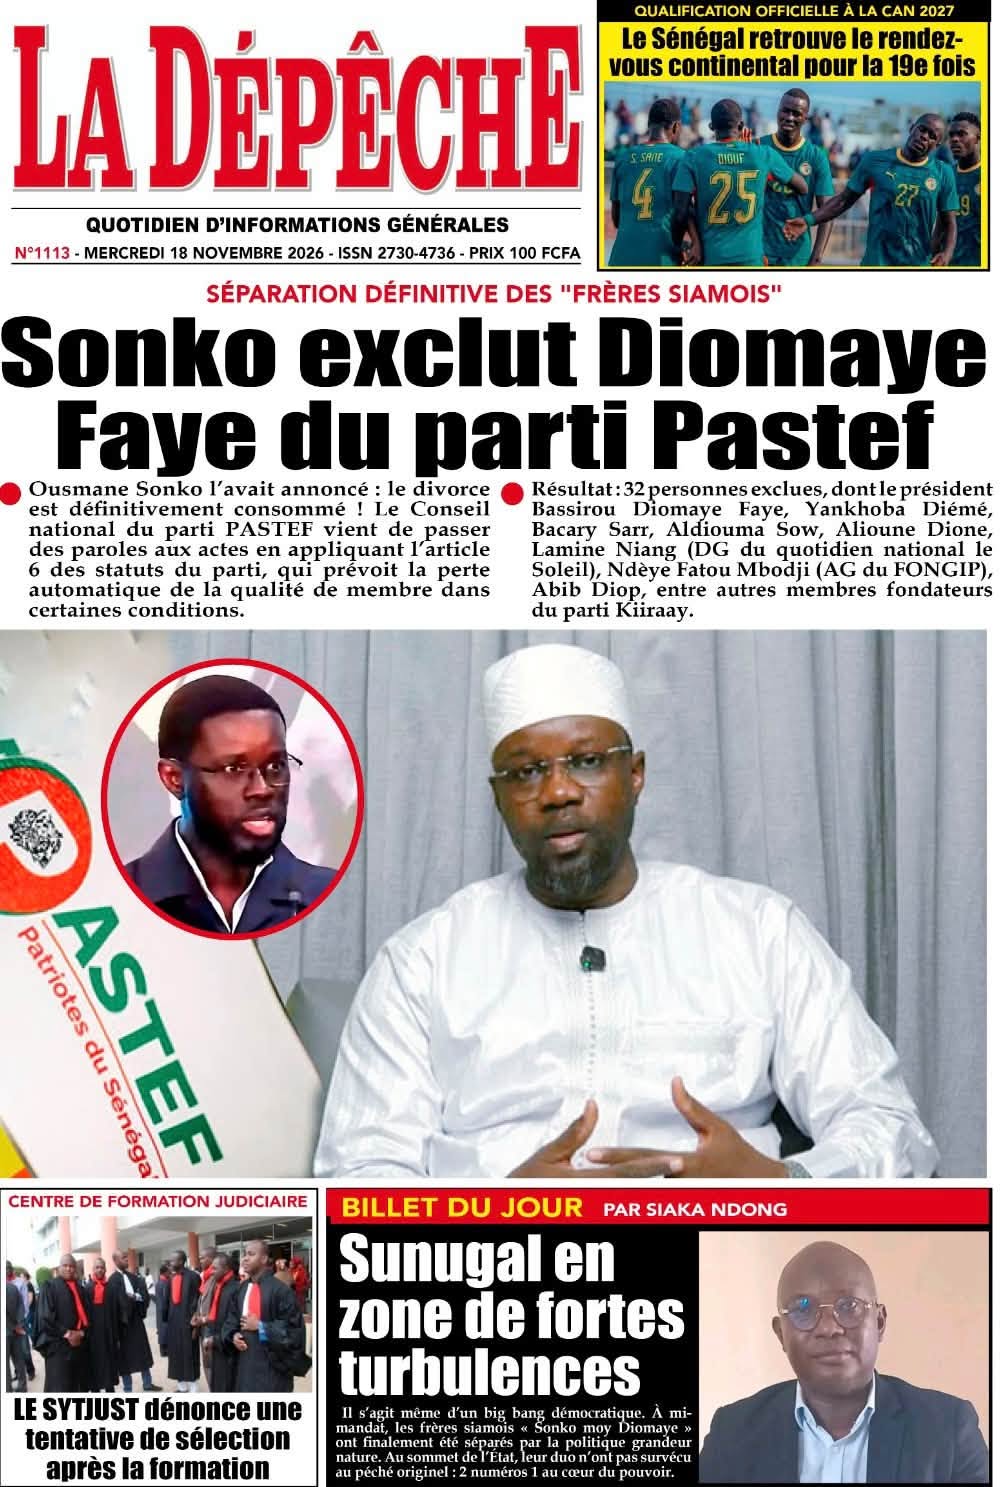 QUALIFICATION OFFICIELLE À LA CAN 2027
Le Sénégal retrouve le rendez-
vous continental pour la 19e fois
S. SANE
4
DIOUF
25
27
9
LA DÉPÊCHE
QUOTIDIEN D'INFORMATIONS GÉNÉRALES
N°1113 - MERCREDI 18 NOVEMBRE 2026 - ISSN 2730-4736 - PRIX 100 FCFA
SÉPARATION DÉFINITIVE DES "FRÈRES SIAMOIS"
Sonko exclut Diomaye
Faye du parti Pastef
Ousmane Sonko l'avait annoncé : le divorce
est définitivement consommé ! Le Conseil
national du parti PASTEF vient de passer
des paroles aux actes en appliquant l'article
6 des statuts du parti, qui prévoit la perte
automatique de la qualité de membre dans
certaines conditions.
Résultat : 32 personnes exclues, dont le président
Bassirou Diomaye Faye, Yankhoba Diémé,
Bacary Sarr, Aldiouma Sow, Alioune Dione,
Lamine Niang (DG du quotidien national le
Soleil), Ndèye Fatou Mbodji (AG du FONGIP),
Abib Diop, entre autres membres fondateurs
du parti Kiiraay.
PASTEF
Patriotes du Sénéga
CENTRE DE FORMATION JUDICIAIRE
LE SYTJUST dénonce une
tentative de sélection
après la formation
BILLET DU JOUR PAR SIAKA NDONG
Sunugal en
zone de fortes
turbulences
Il s'agit même d'un big bang démocratique. À mi-
mandat, les frères siamois « Sonko moy Diomaye »
ont finalement été séparés par la politique grandeur
nature. Au sommet de l'État, leur duo n'ont pas survécu
au péché originel : 2 numéros 1 au cœur du pouvoir.